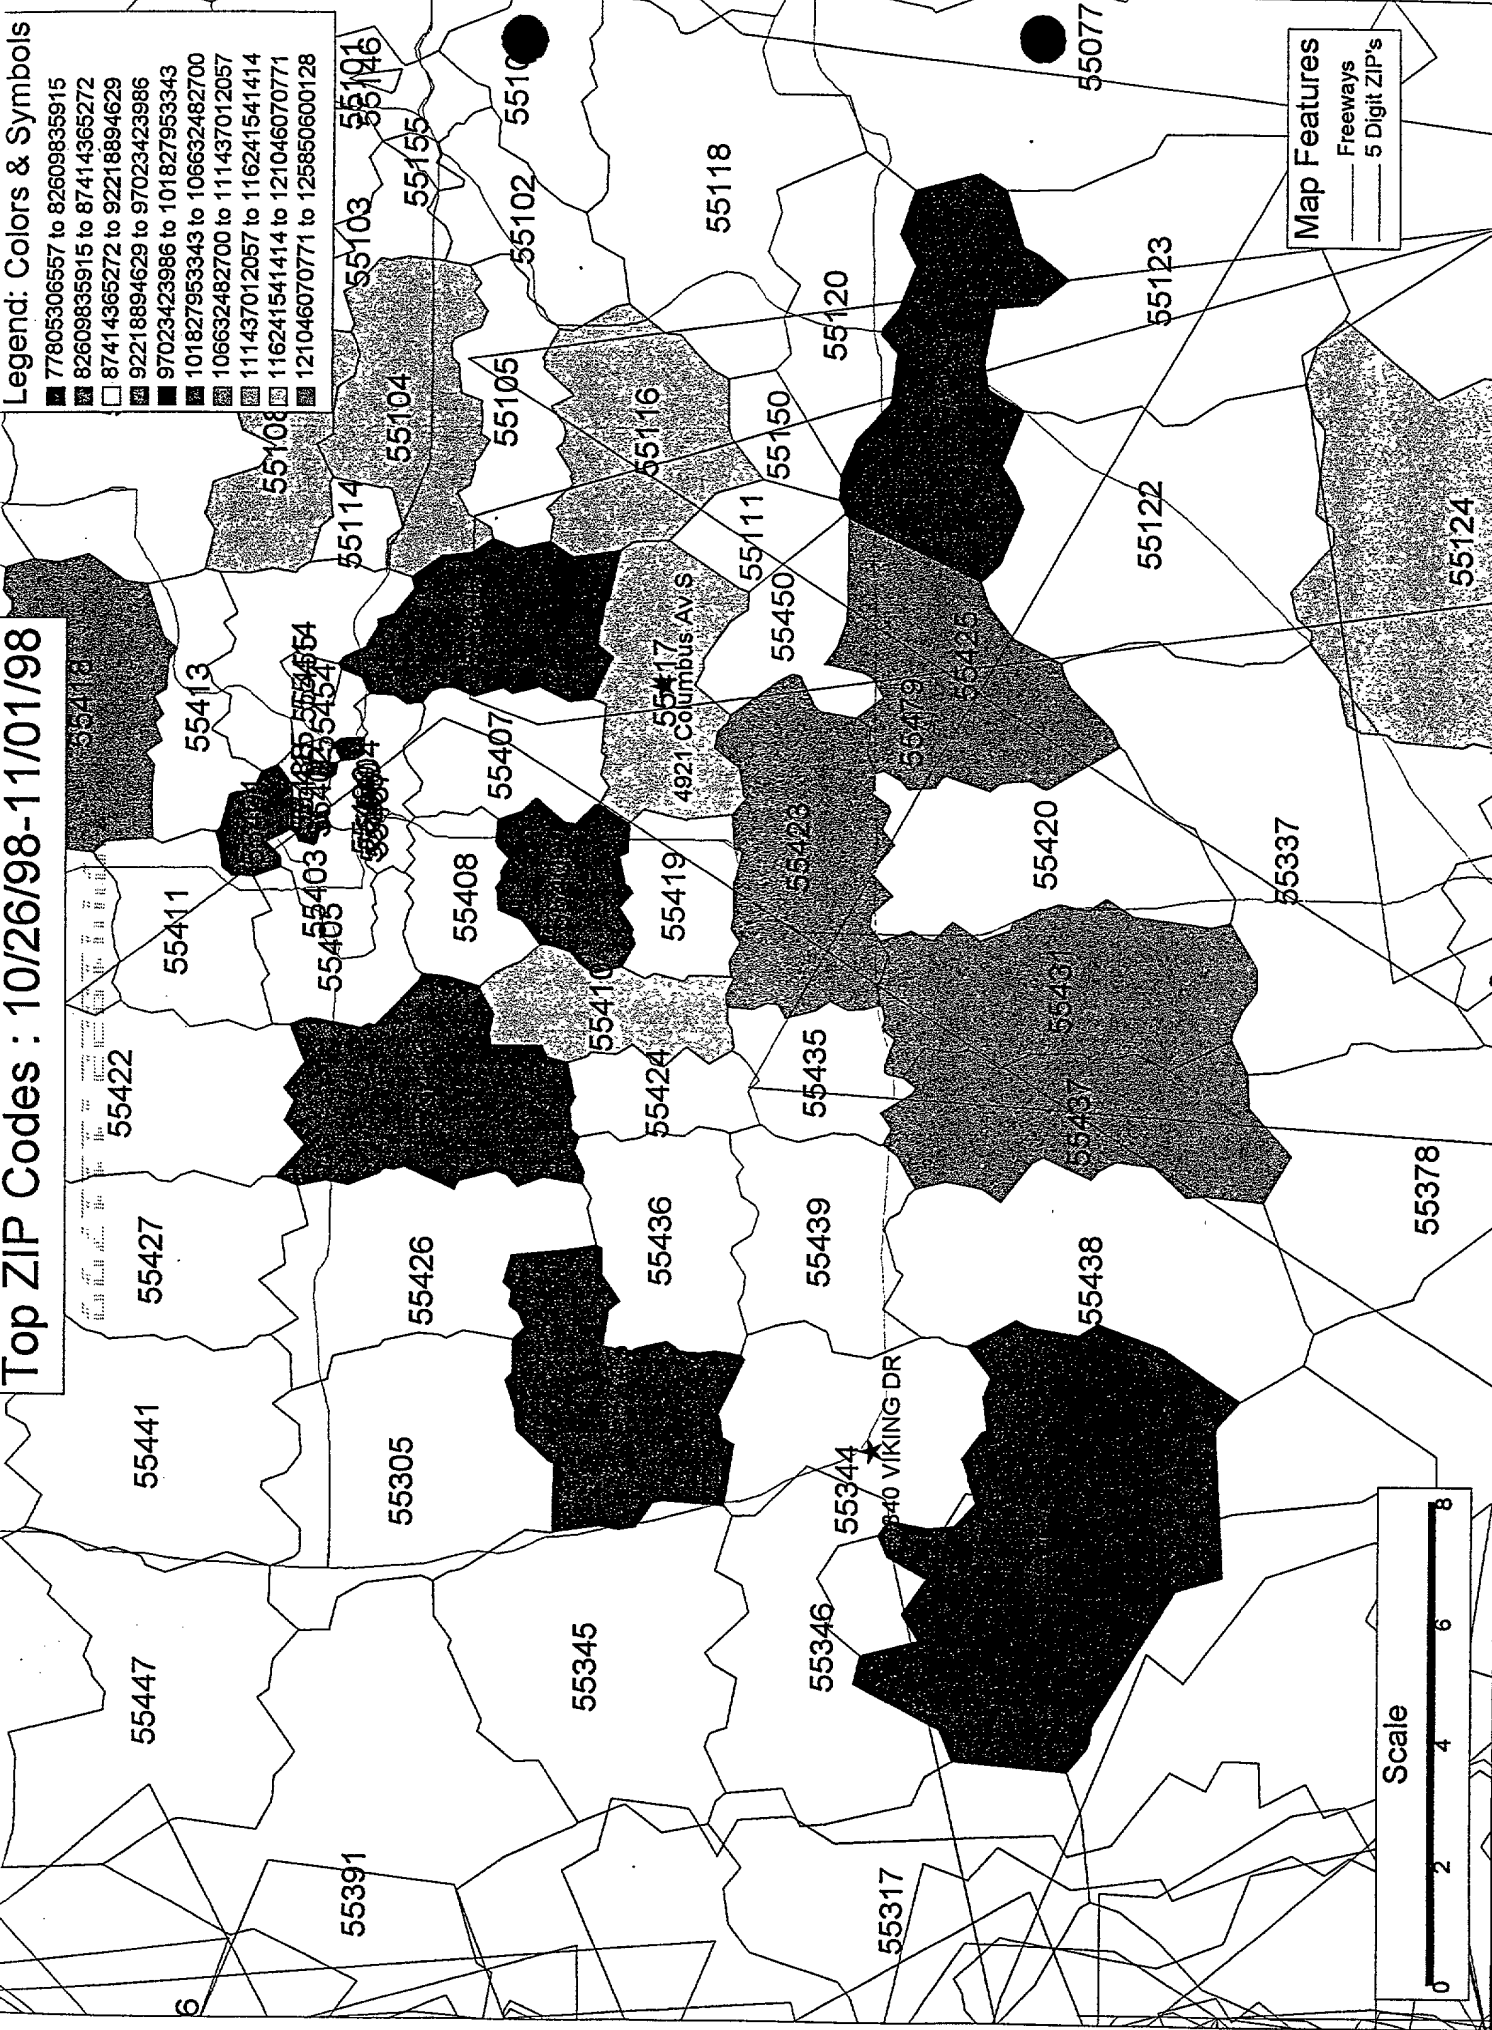 Top ZIP Codes : 10/26/98-11/01/98
Legend: Colors & Symbols
77805306557 to 82609835915
82609835915 to 87414365272
87414365272 to 92218894629
92218894629 to 97023423986
97023423986 to 101827953343
101827953343 to 106632482700
106632482700 to 111437012057
111437012057 to 116241541414
116241541414 to 121046070771
121046070771 to 125850600128
55447
55441
55427
55422
55411
55413
55418
55108
55391
55305
55426
55405
55403
55454
55114
55104
55103
55155
55101
55146
55408
55407
55105
55102
55345
55410
55436
55424
55419
55417
4921 Columbus Av S
55116
55118
55346
55344
840 VIKING DR
55439
55435
55423
55450
55111
55150
55120
55317
55479
55425
55438
55437
55431
55420
55122
55123
55077
55378
55337
55124
Map Features
Freeways
5 Digit ZIP's
Scale
0 2 4 6 8